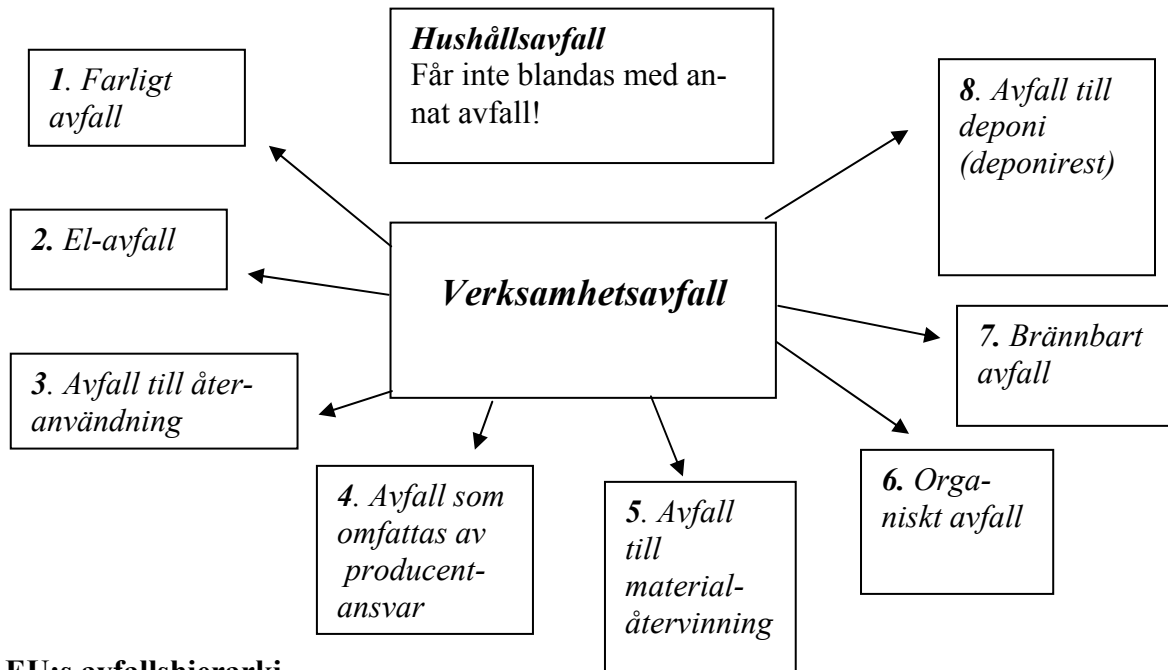 Hushållsavfall
Får inte blandas med an-
nat avfall!
1. Farligt
avfall
8. Avfall till
deponi
(deponirest)
2. El-avfall
Verksamhetsavfall
7. Brännbart
avfall
3. Avfall till åter-
användning
6. Orga-
niskt avfall
4. Avfall som
omfattas av
producent-
ansvar
5. Avfall
till
material-
återvinning
EU:s avfallshierarki